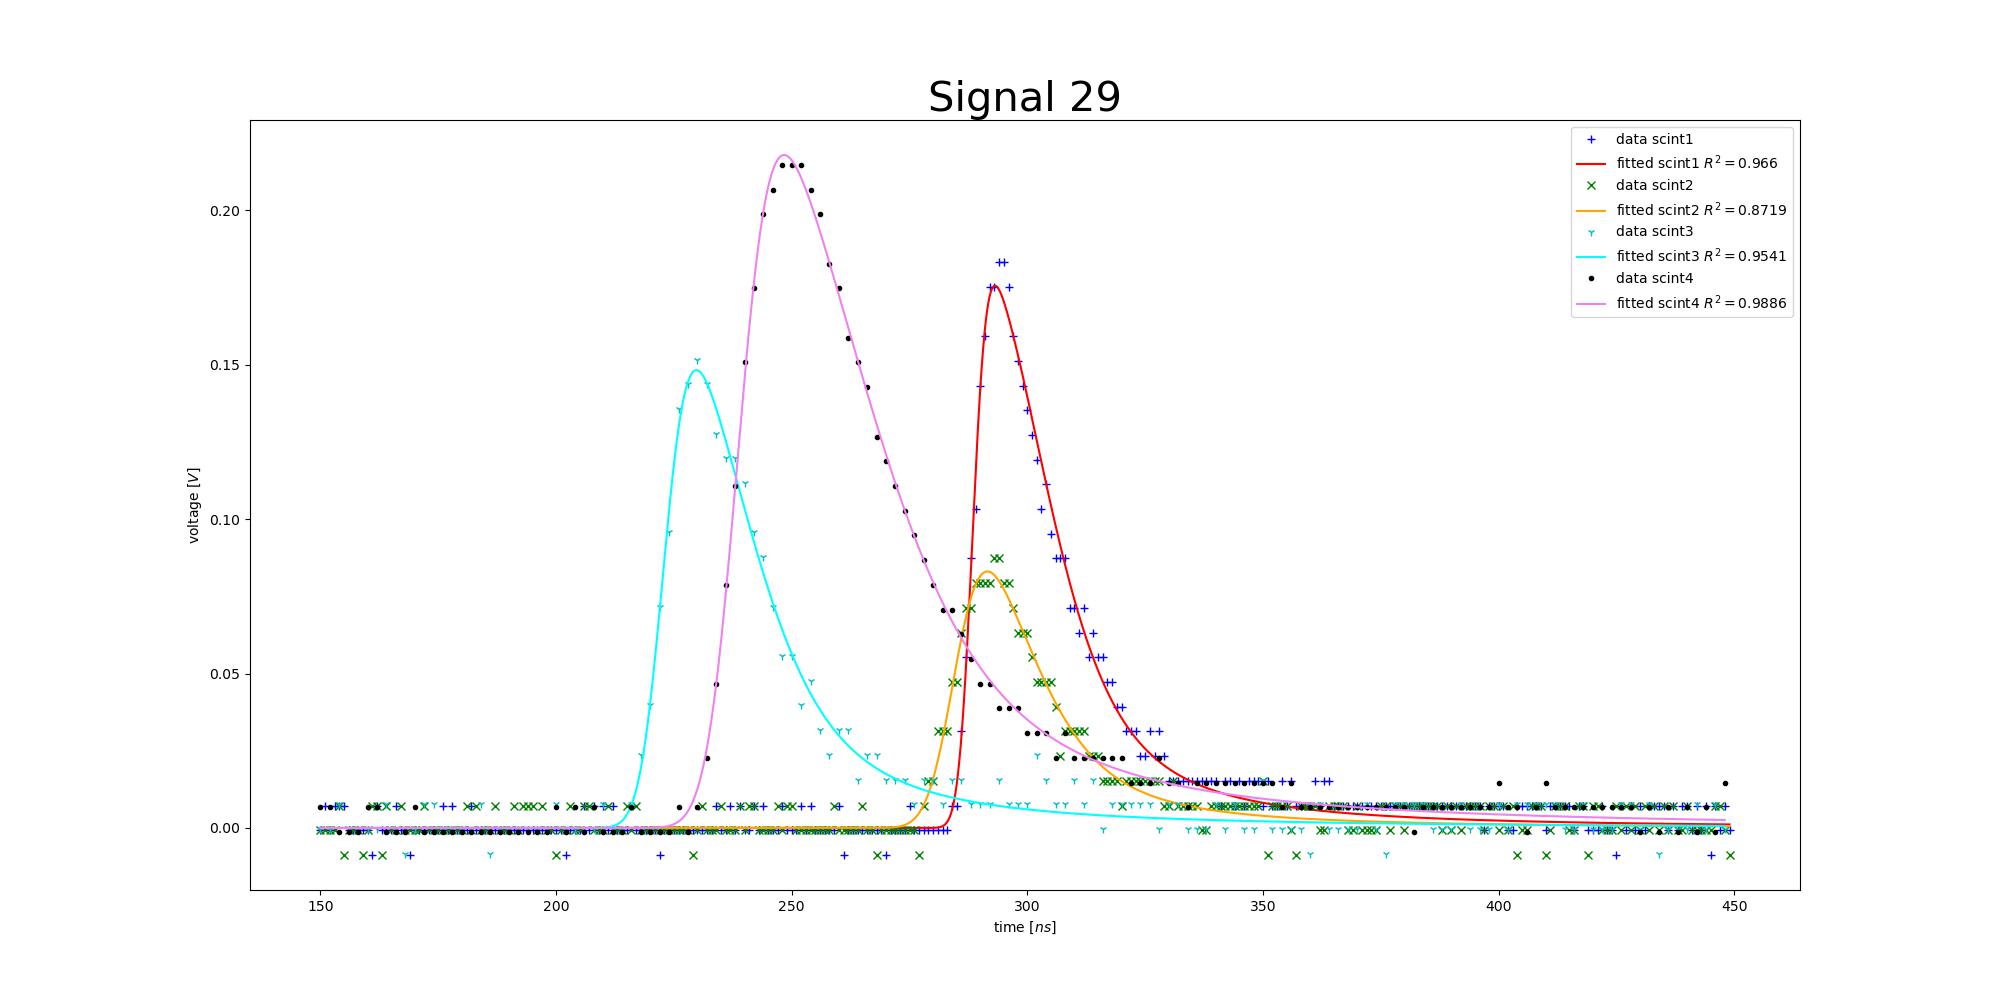 Signal 29
data scint1
fitted scint1 $R^2 = 0.966$
data scint2
fitted scint2 $R^2 = 0.8719$
data scint3
fitted scint3 $R^2 = 0.9541$
data scint4
fitted scint4 $R^2 = 0.9886$
voltage [V]
0.20
0.15
0.10
0.05
0.00
150 200 250 300 350 400 450
time [ns]